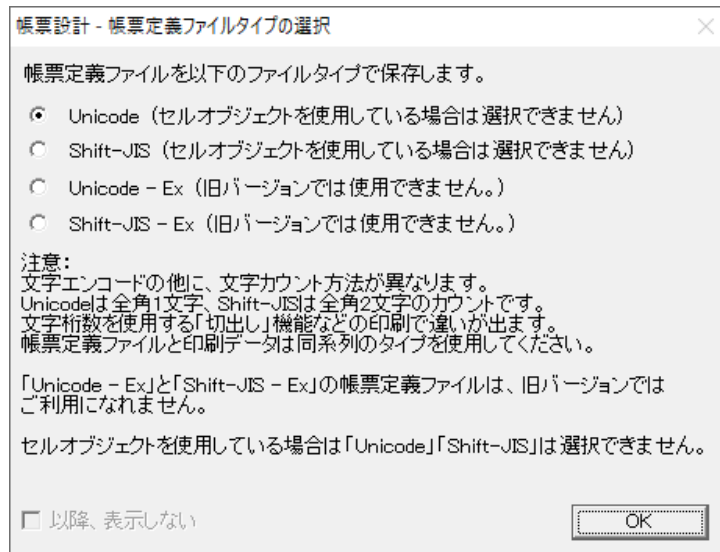 帳票設計 - 帳票定義ファイルタイプの選択
帳票定義ファイルを以下のファイルタイプで保存します。
Unicode（セルオブジェクトを使用している場合は選択できません）
Shift-JIS（セルオブジェクトを使用している場合は選択できません）
Unicode - Ex（旧バージョンでは使用できません。）
Shift-JIS - Ex（旧バージョンでは使用できません。）
注意：
文字エンコードの他に、文字カウント方法が異なります。
Unicodeは全角1文字、Shift-JISは全角2文字のカウントです。
文字桁数を使用する「切出し」機能などの印刷で違いが出ます。
帳票定義ファイルと印刷データは同系列のタイプを使用してください。
「Unicode - Ex」と「Shift-JIS - Ex」の帳票定義ファイルは、旧バージョンでは
ご利用になれません。
セルオブジェクトを使用している場合は「Unicode」「Shift-JIS」は選択できません。
以降、表示しない
OK